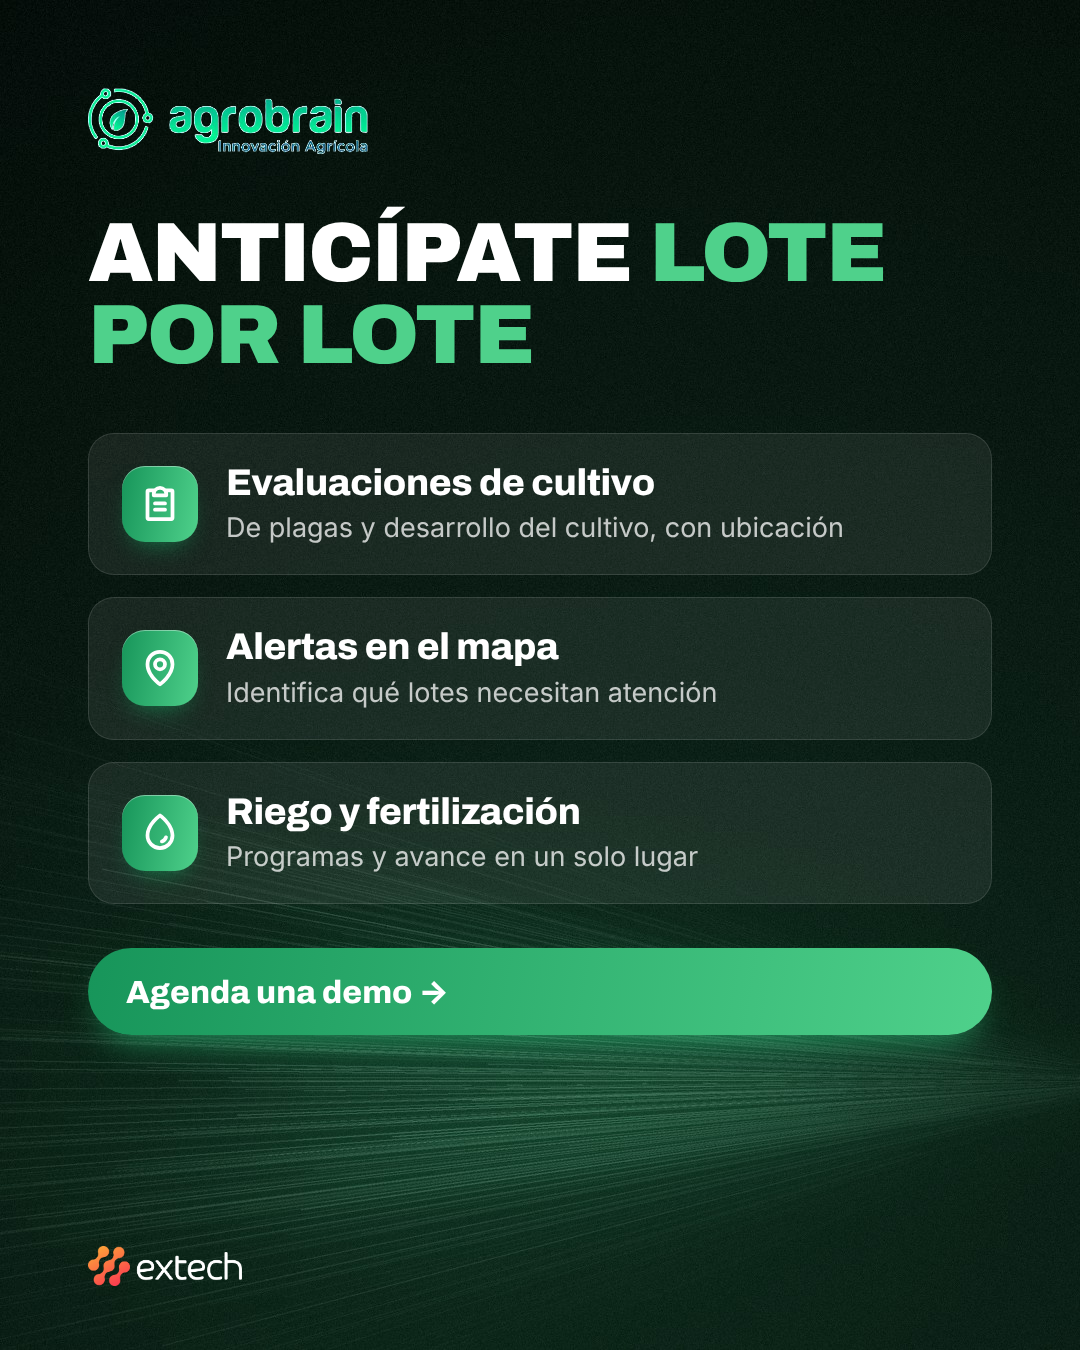 agrobrain
Innovación Agrícola
ANTICÍPATE LOTE
POR LOTE
Evaluaciones de cultivo
De plagas y desarrollo del cultivo, con ubicación
Alertas en el mapa
Identifica qué lotes necesitan atención
Riego y fertilización
Programas y avance en un solo lugar
Agenda una demo →
extech